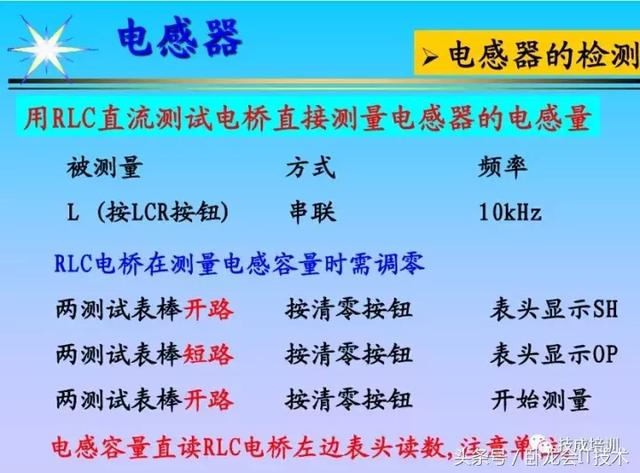 电感器
电感器的检测
用RLC直流测试电桥直接测量电感器的电感量
被测量 方式 频率
L (按LCR按钮) 串联 10kHz
RLC电桥在测量电感容量时需调零
两测试表棒开路 按清零按钮 表头显示SH
两测试表棒短路 按清零按钮 表头显示OP
两测试表棒开路 按清零按钮 开始测量
电感容量直读RLC电桥左边表头读数,注意单
技成培训
头条号